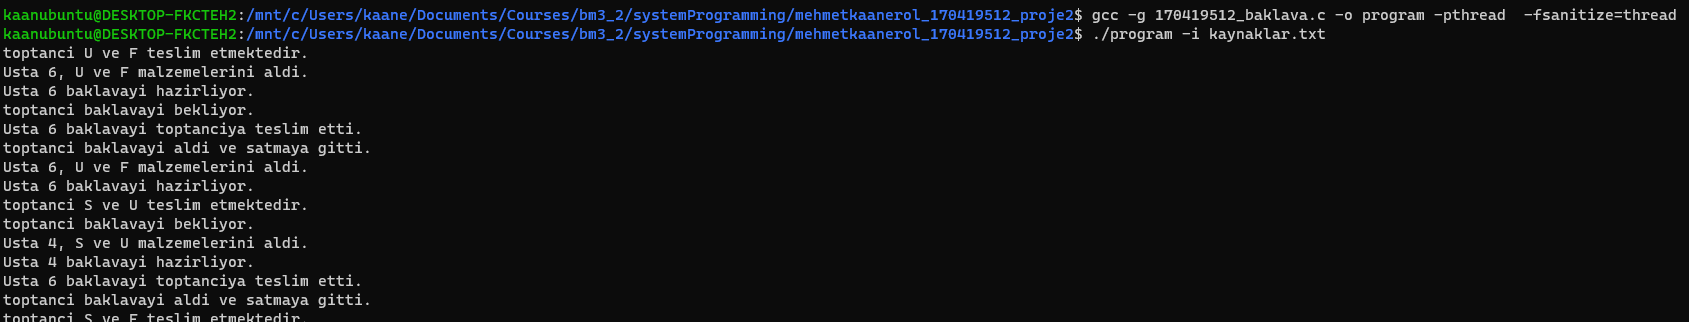 kaanubuntu@DESKTOP-FKCTEH2:/mnt/c/Users/kaane/Documents/Courses/bm3_2/systemProgramming/mehmetkaanerol_170419512_proje2$ gcc -g 170419512_baklava.c -o program -pthread  -fsanitize=thread
kaanubuntu@DESKTOP-FKCTEH2:/mnt/c/Users/kaane/Documents/Courses/bm3_2/systemProgramming/mehmetkaanerol_170419512_proje2$ ./program -i kaynaklar.txt
toptanci U ve F teslim etmektedir.
Usta 6, U ve F malzemelerini aldi.
Usta 6 baklavayi hazirliyor.
toptanci baklavayi bekliyor.
Usta 6 baklavayi toptanciya teslim etti.
toptanci baklavayi aldi ve satmaya gitti.
Usta 6, U ve F malzemelerini aldi.
Usta 6 baklavayi hazirliyor.
toptanci S ve U teslim etmektedir.
toptanci baklavayi bekliyor.
Usta 4, S ve U malzemelerini aldi.
Usta 4 baklavayi hazirliyor.
Usta 6 baklavayi toptanciya teslim etti.
toptanci baklavayi aldi ve satmaya gitti.
toptanci S ve F teslim etmektedir.